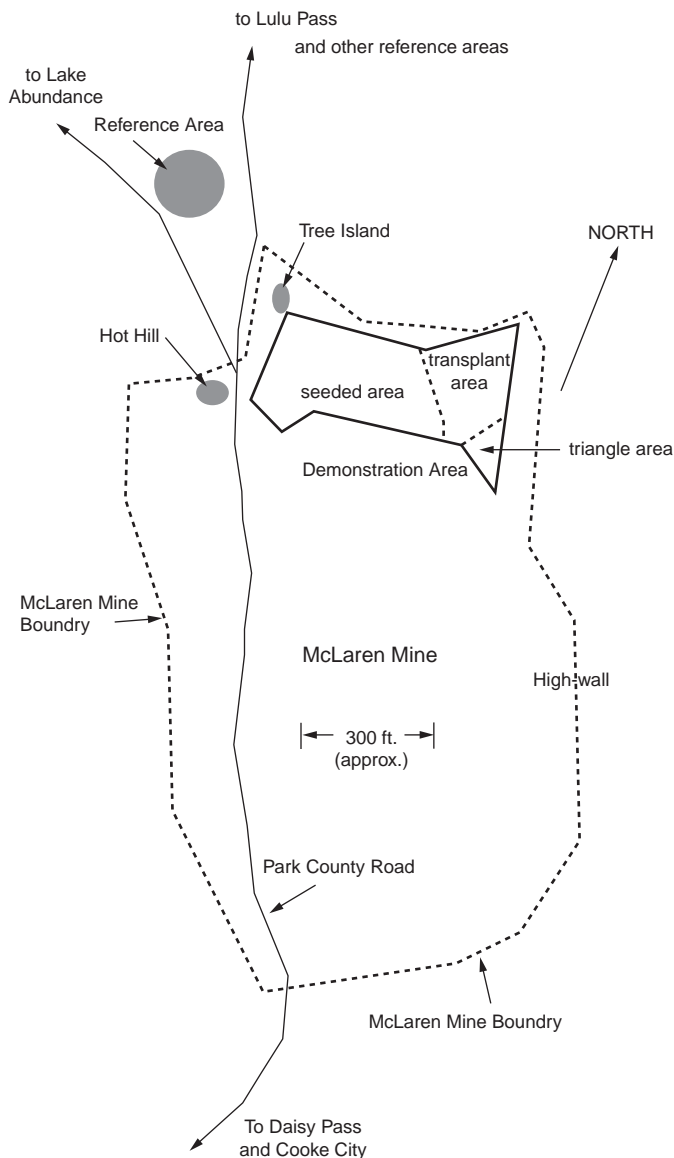 to Lulu Pass
and other reference areas
to Lake
Abundance
Reference Area
Tree Island
NORTH
Hot Hill
transplant
area
seeded area
triangle area
Demonstration Area
McLaren Mine
Boundry
McLaren Mine
High-wall
300 ft.
(approx.)
Park County Road
McLaren Mine Boundry
To Daisy Pass
and Cooke City